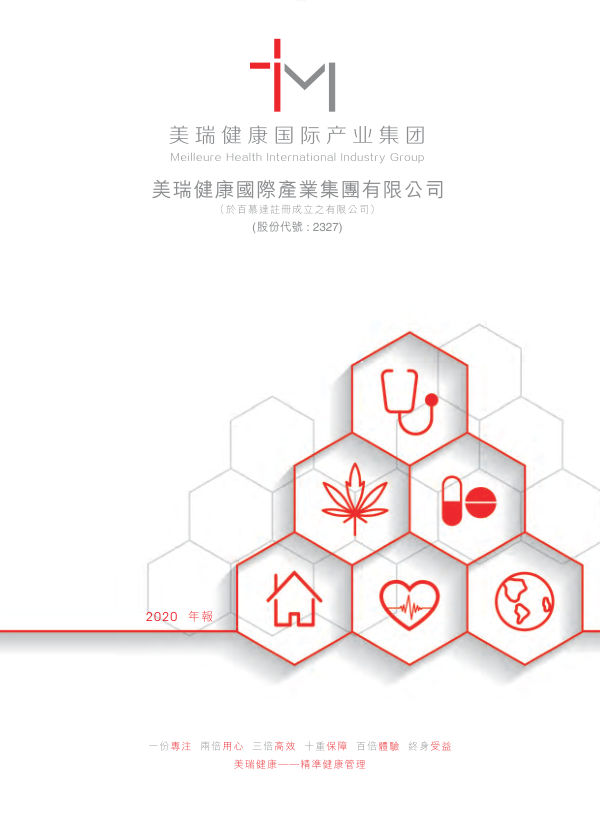 美瑞健康国际产业集团
Meilleure Health International Industry Group
美瑞健康國際產業集團有限公司
（於百慕達註冊成立之有限公司）
(股份代號 : 2327)
2020 年報
一份專注 兩倍用心 三倍高效 十重保障 百倍體驗 終身受益
美瑞健康——精準健康管理